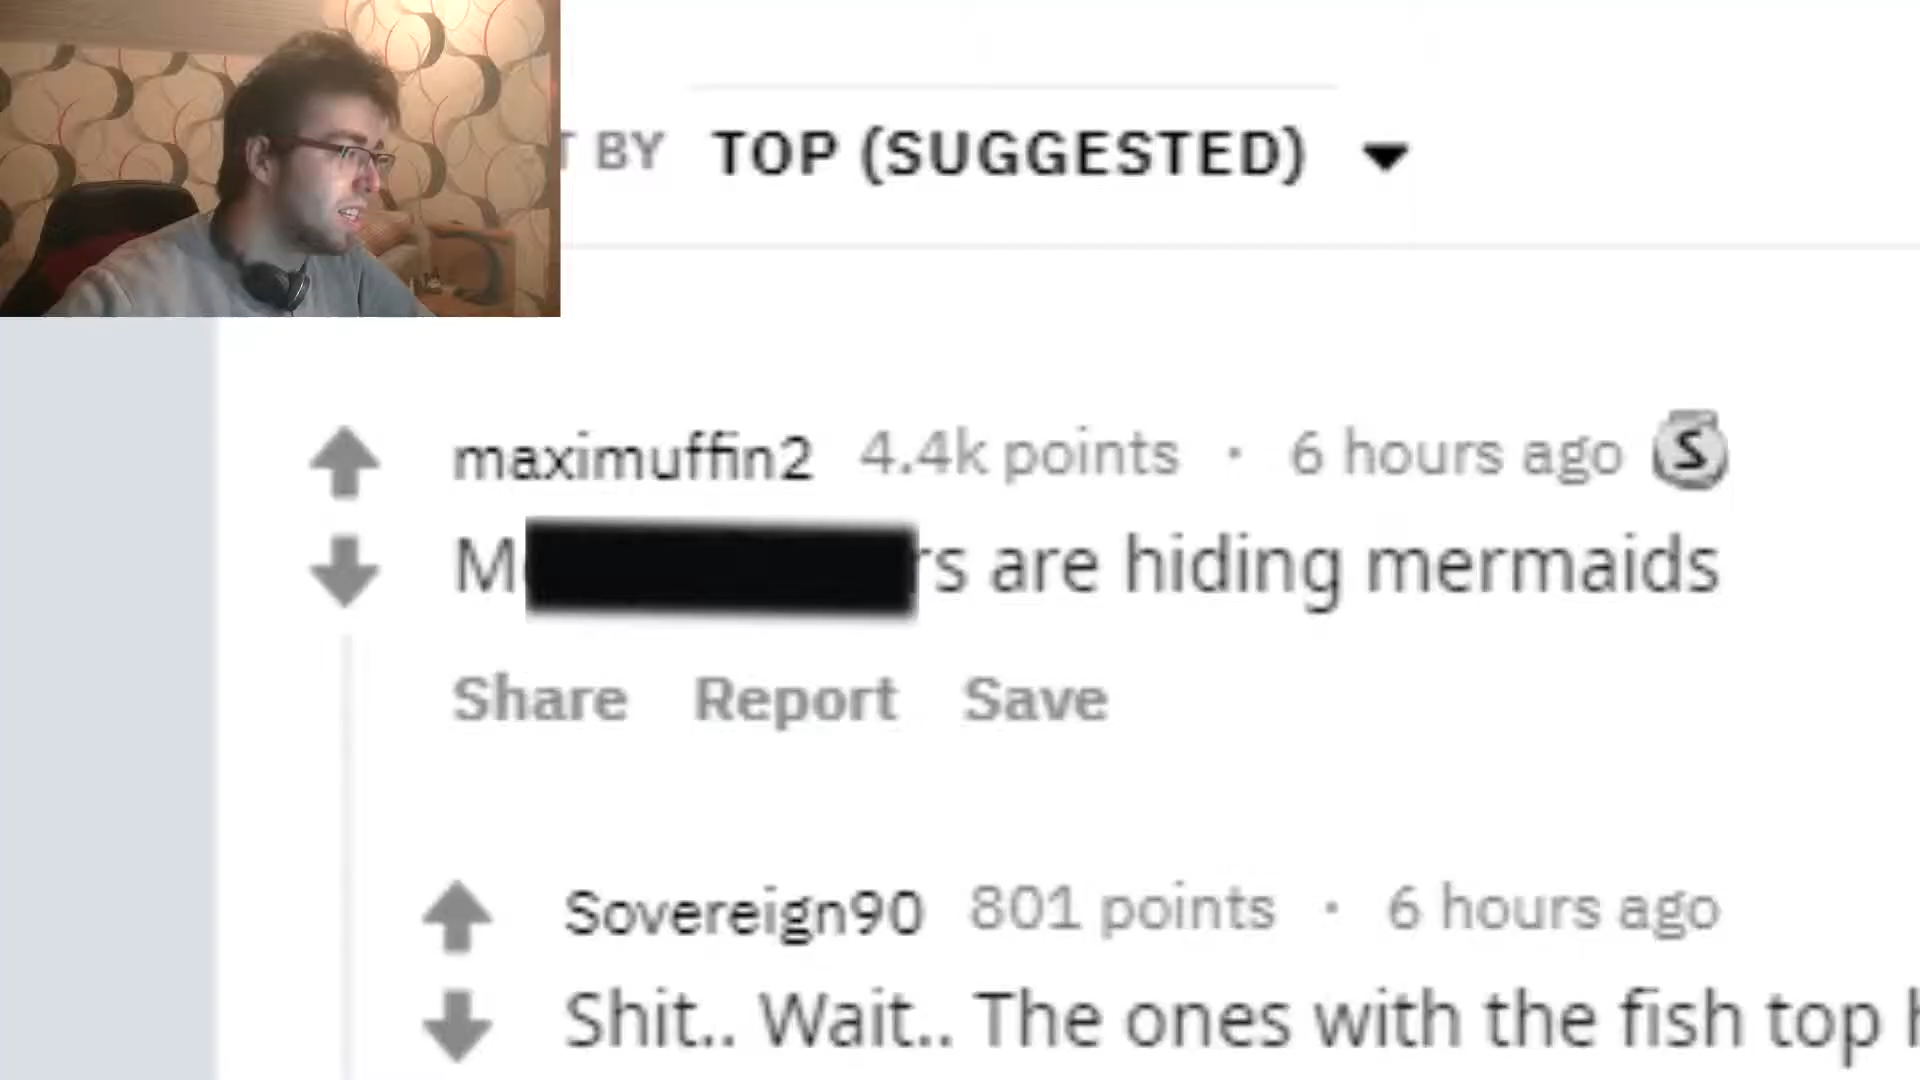 T BY TOP (SUGGESTED)
maximuffin2 4.4k points · 6 hours ago S
M rs are hiding mermaids
Share Report Save
Sovereign90 801 points · 6 hours ago
Shit.. Wait.. The ones with the fish top